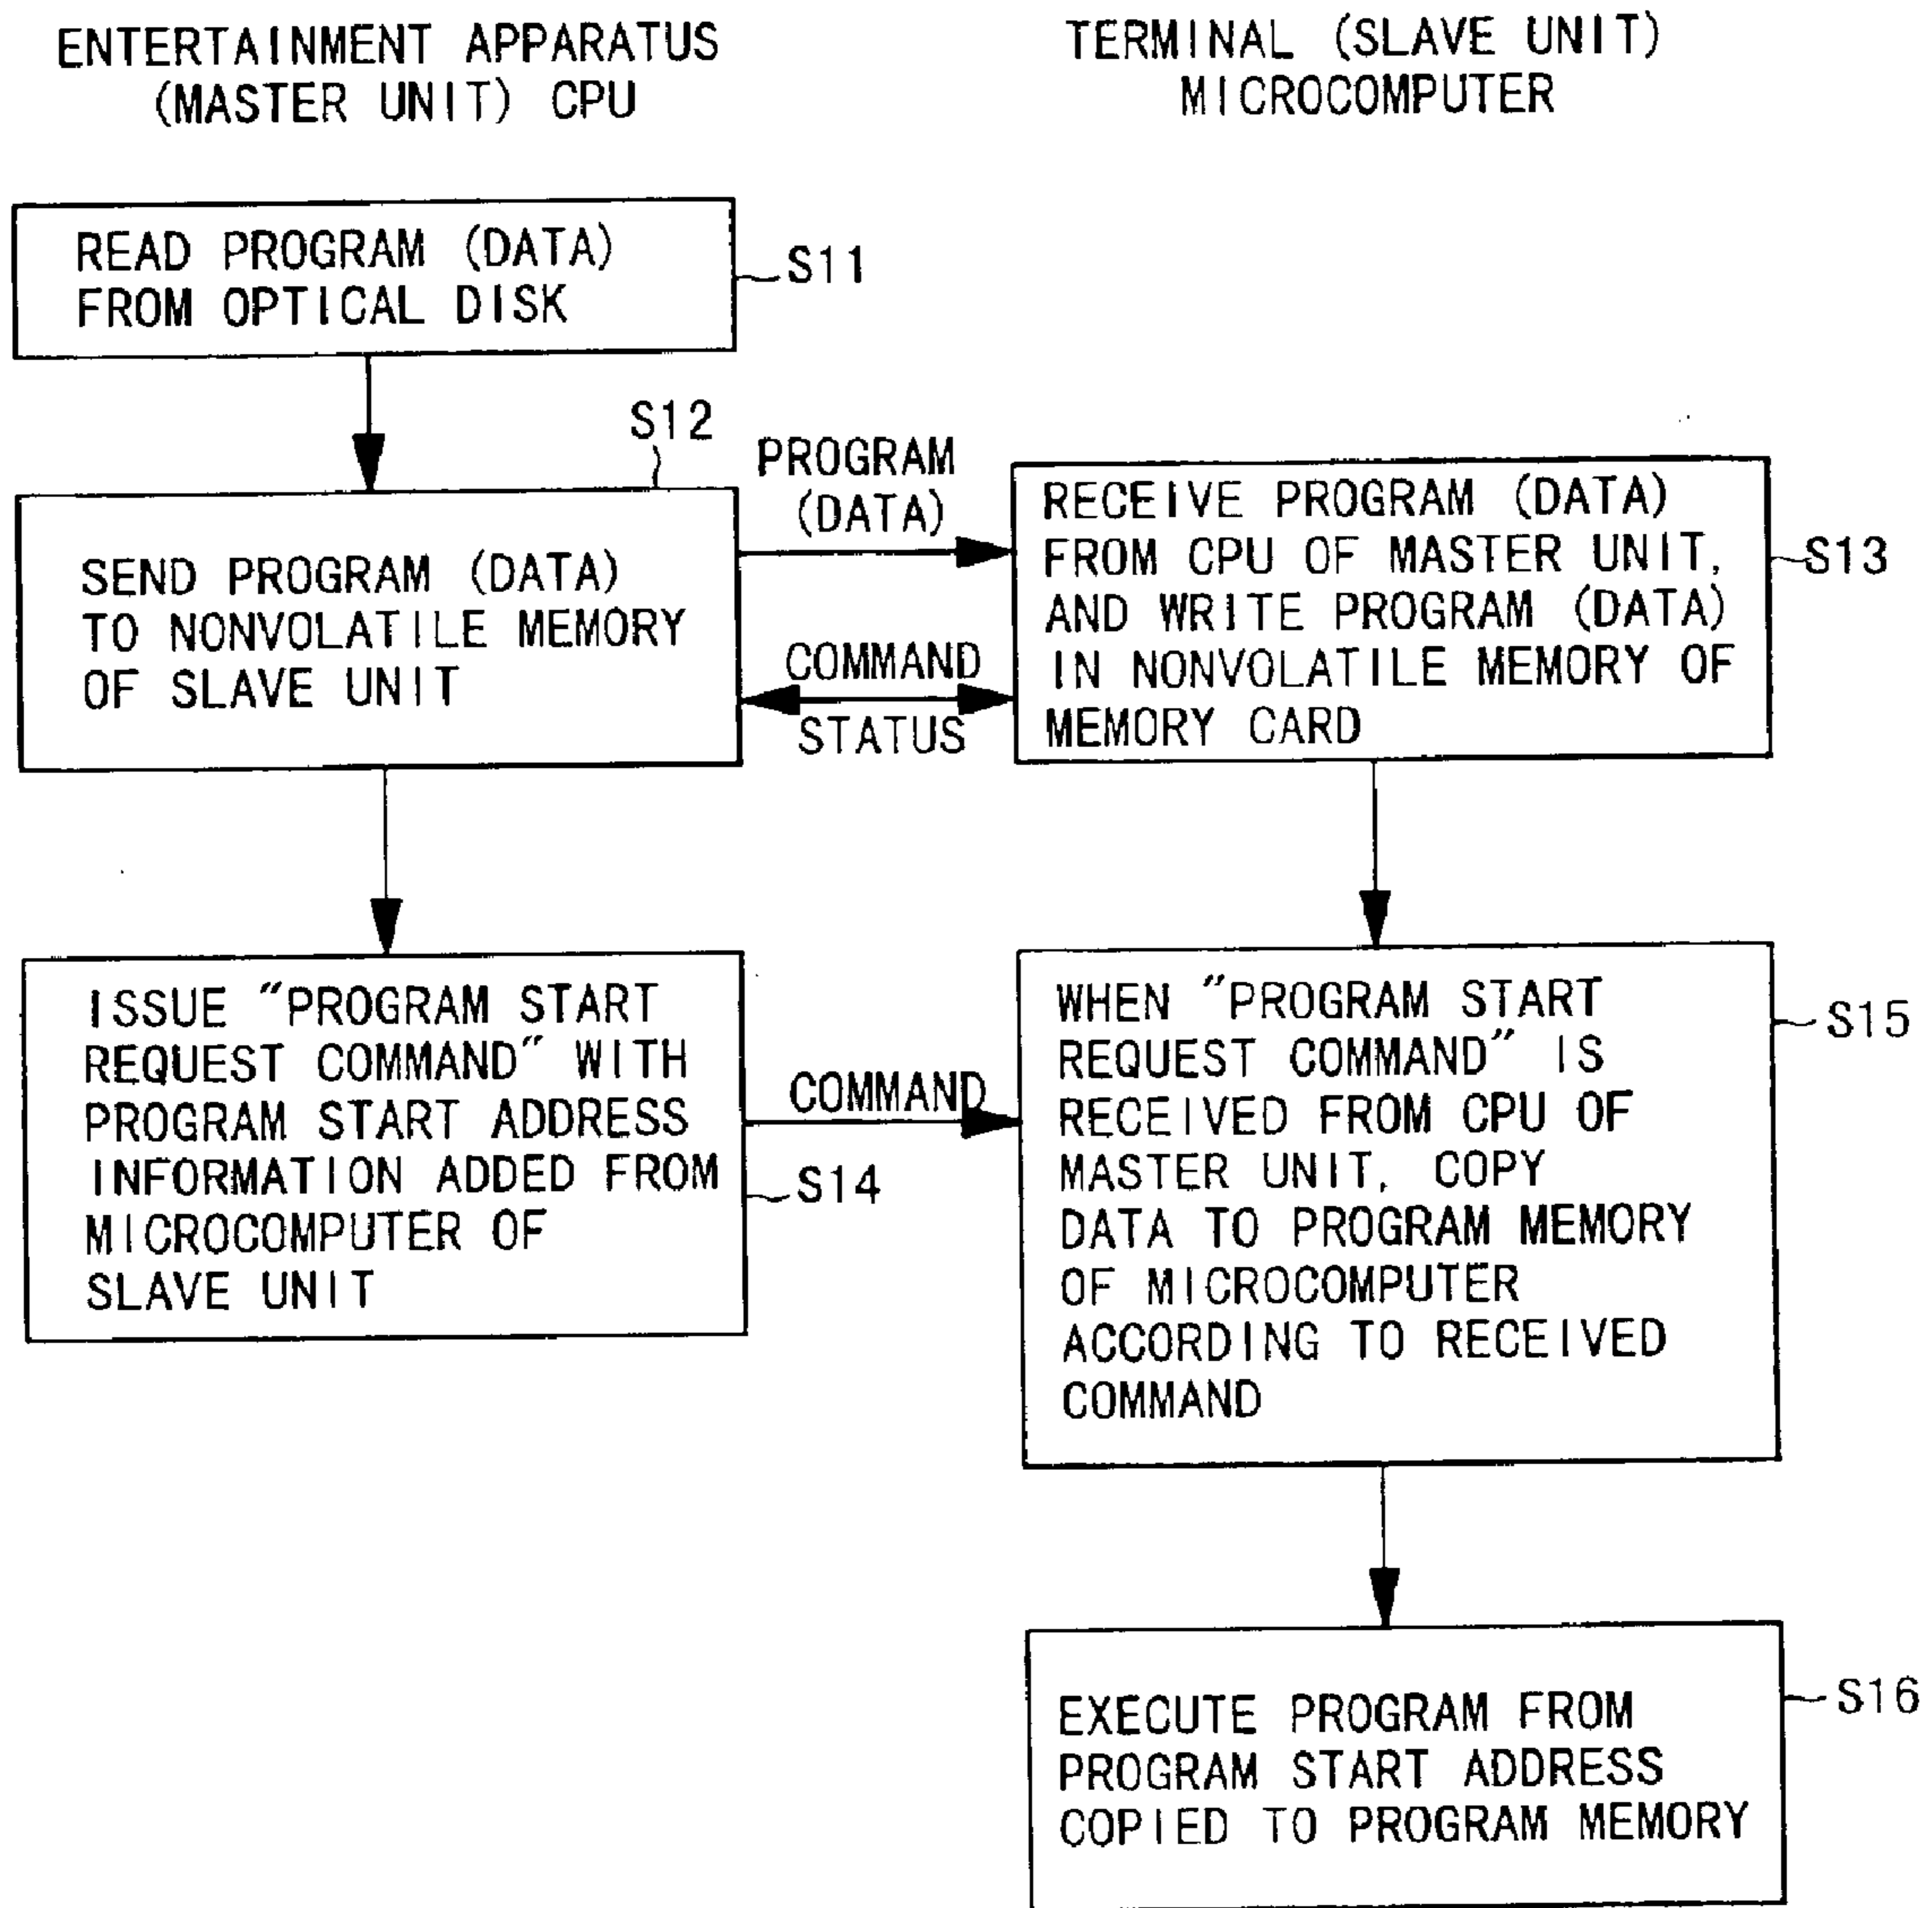 ENTERTAINMENT APPARATUS
(MASTER UNIT) CPU
TERMINAL (SLAVE UNIT)
MICROCOMPUTER
READ PROGRAM (DATA)
FROM OPTICAL DISK
S11
S12
SEND PROGRAM (DATA)
TO NONVOLATILE MEMORY
OF SLAVE UNIT
PROGRAM
(DATA)
COMMAND
STATUS
RECEIVE PROGRAM (DATA)
FROM CPU OF MASTER UNIT,
AND WRITE PROGRAM (DATA)
IN NONVOLATILE MEMORY OF
MEMORY CARD
S13
ISSUE "PROGRAM START
REQUEST COMMAND" WITH
PROGRAM START ADDRESS
INFORMATION ADDED FROM
MICROCOMPUTER OF
SLAVE UNIT
S14
COMMAND
WHEN "PROGRAM START
REQUEST COMMAND" IS
RECEIVED FROM CPU OF
MASTER UNIT, COPY
DATA TO PROGRAM MEMORY
OF MICROCOMPUTER
ACCORDING TO RECEIVED
COMMAND
S15
EXECUTE PROGRAM FROM
PROGRAM START ADDRESS
COPIED TO PROGRAM MEMORY
S16